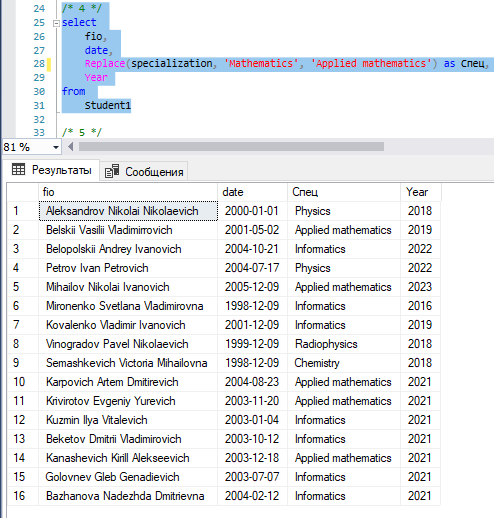 24 /* 4 */
25 select
26 fio,
27 date,
28 Replace(specialization, 'Mathematics', 'Applied mathematics') as Спец,
29 Year
30 from
31 Student1
32
33 /* 5 */
81 %
Результаты Сообщения
fio date Спец Year
1 Aleksandrov Nikolai Nikolaevich 2000-01-01 Physics 2018
2 Belskii Vasilii Vladimirovich 2001-05-02 Applied mathematics 2019
3 Belopolskii Andrey Ivanovich 2004-10-21 Informatics 2022
4 Petrov Ivan Petrovich 2004-07-17 Physics 2022
5 Mihailov Nikolai Ivanovich 2005-12-09 Applied mathematics 2023
6 Mironenko Svetlana Vladimirovna 1998-12-09 Informatics 2016
7 Kovalenko Vladimir Ivanovich 2001-12-09 Informatics 2019
8 Vinogradov Pavel Nikolaevich 1999-12-09 Radiophysics 2018
9 Semashkevich Victoria Mihailovna 1998-12-09 Chemistry 2018
10 Karpovich Artem Dmitirevich 2004-08-23 Applied mathematics 2021
11 Krivirotov Evgeniy Yurevich 2003-11-20 Applied mathematics 2021
12 Kuzmin Ilya Vitalevich 2003-01-04 Informatics 2021
13 Beketov Dmitrii Vladimirovich 2003-10-12 Informatics 2021
14 Kanashevich Kirill Alekseevich 2003-12-18 Applied mathematics 2021
15 Golovnev Gleb Genadievich 2003-07-07 Informatics 2021
16 Bazhanova Nadezhda Dmitrievna 2004-02-12 Informatics 2021